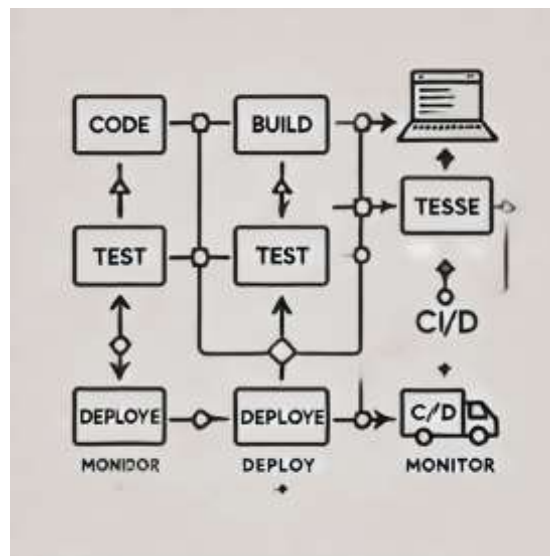 CODE
BUILD
TEST
TEST
TESSE
CI/D
DEPLOYE
DEPLOYE
C/D
MONIDOR
DEPLOY
MONITOR